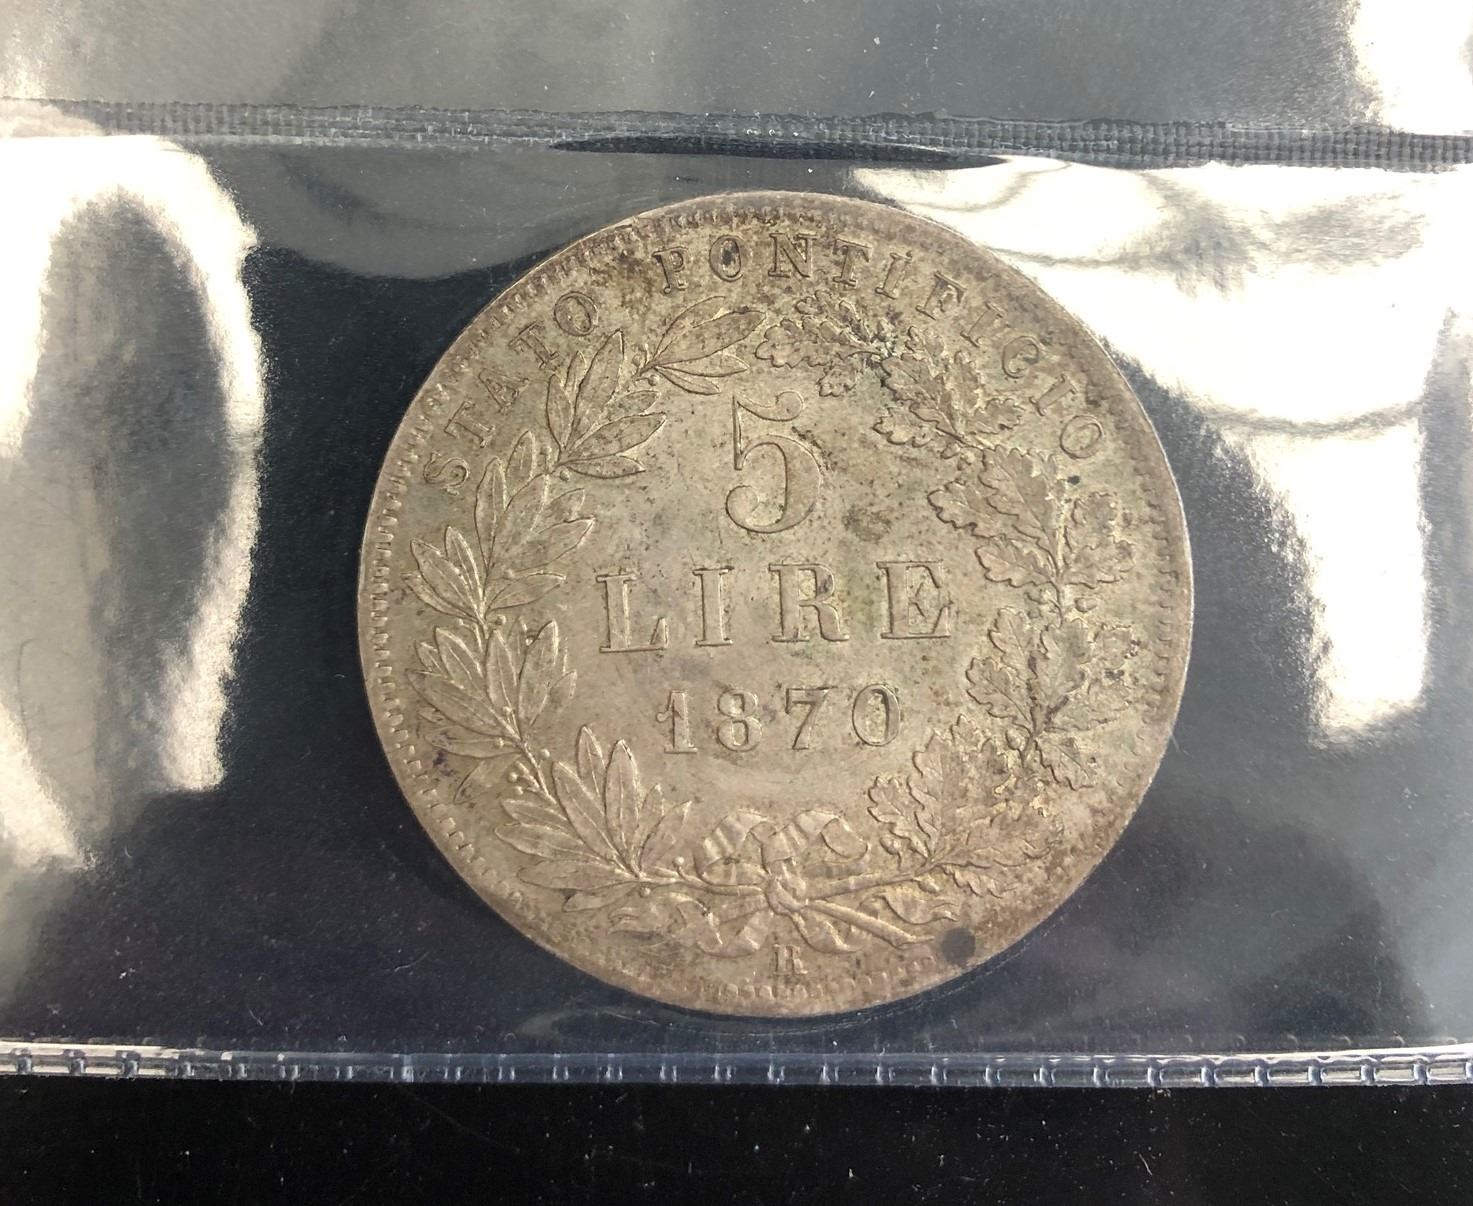 STATO PONTIFICIO
5
LIRE
1870
R